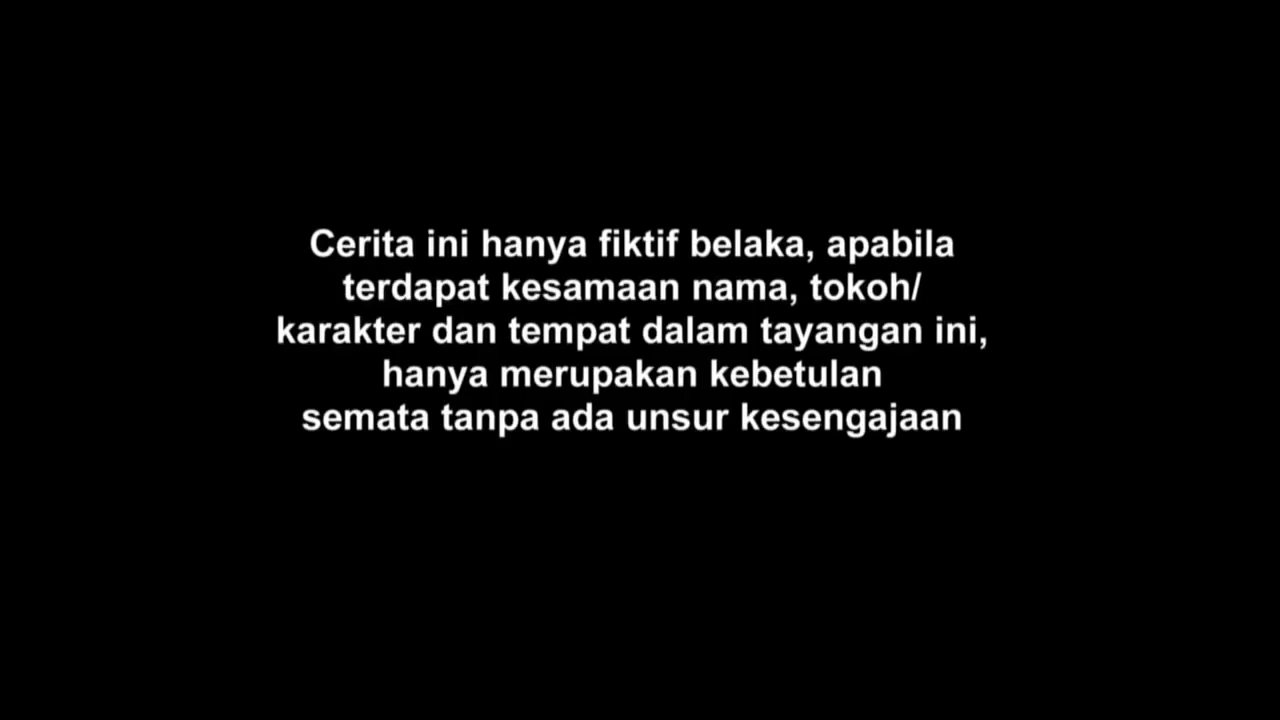 Cerita ini hanya fiktif belaka, apabila
terdapat kesamaan nama, tokoh/
karakter dan tempat dalam tayangan ini,
hanya merupakan kebetulan
semata tanpa ada unsur kesengajaan